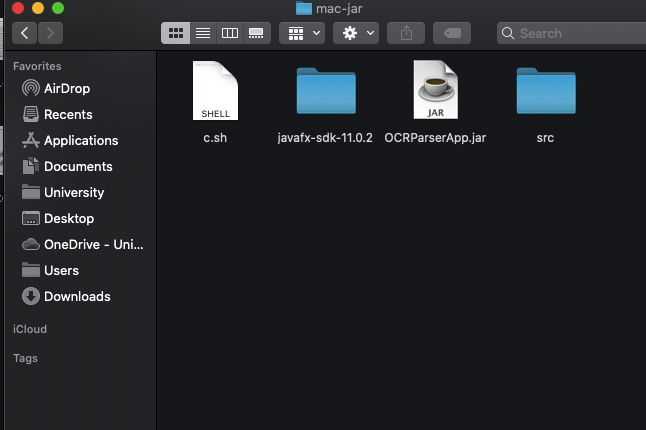 mac-jar
Search
Favorites
AirDrop
Recents
Applications
Documents
University
Desktop
OneDrive - Uni...
Users
Downloads
iCloud
Tags
SHELL
JAR
c.sh
javafx-sdk-11.0.2
OCRParserApp.jar
src